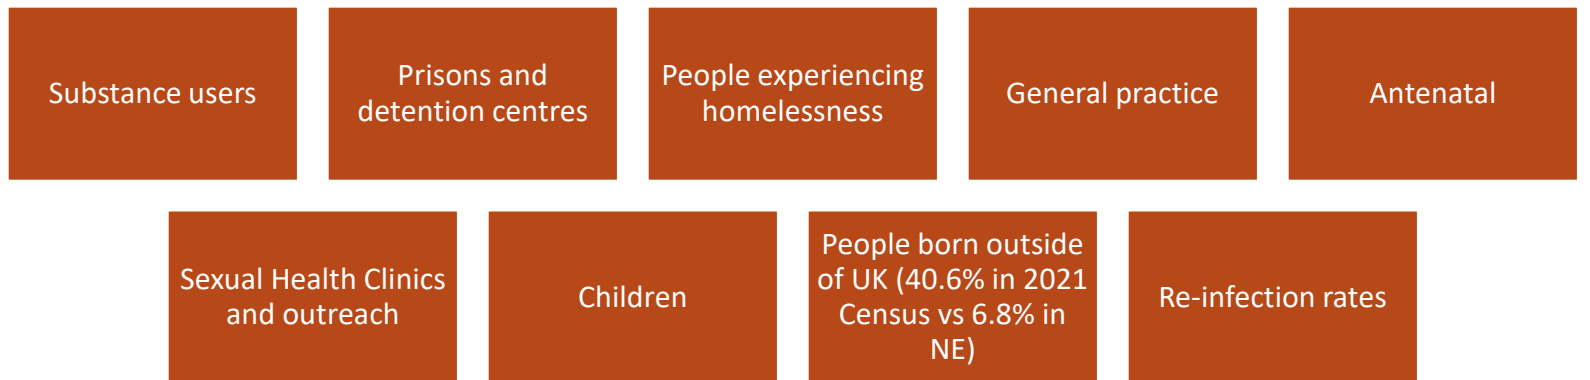 Substance users
Prisons and
detention centres
People experiencing
homelessness
General practice
Antenatal
Sexual Health Clinics
and outreach
Children
People born outside
of UK (40.6% in 2021
Census vs 6.8% in
NE)
Re-infection rates